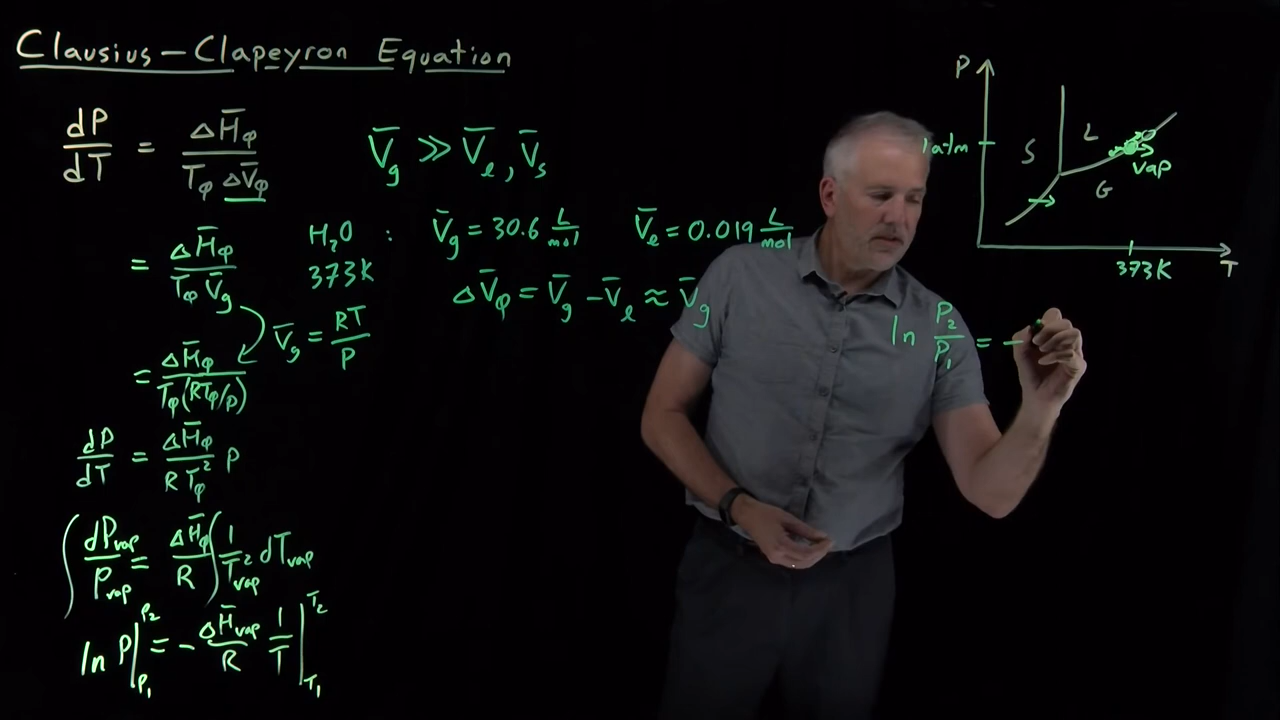 Clausius – Clapeyron Equation
dP/dT = ΔH̄φ / Tφ ΔV̄φ
V̄g ≫ V̄ℓ, V̄s
= ΔH̄φ / Tφ V̄g
H₂O : V̄g = 30.6 L/mol V̄ℓ = 0.019 L/mol
373K
ΔV̄φ = V̄g – V̄ℓ ≈ V̄g
V̄g = RT/P
= ΔH̄φ / Tφ(RTφ/P)
dP/dT = ΔH̄φ / RTφ² P
∫ dPvap/Pvap = ΔH̄φ/R ∫ 1/T²vap dTvap
ln P |P₁ P₂ = - ΔH̄vap/R 1/T |T₁ T₂
P
1 atm
S L
vap
G
373K T
ln P₂/P₁ = –